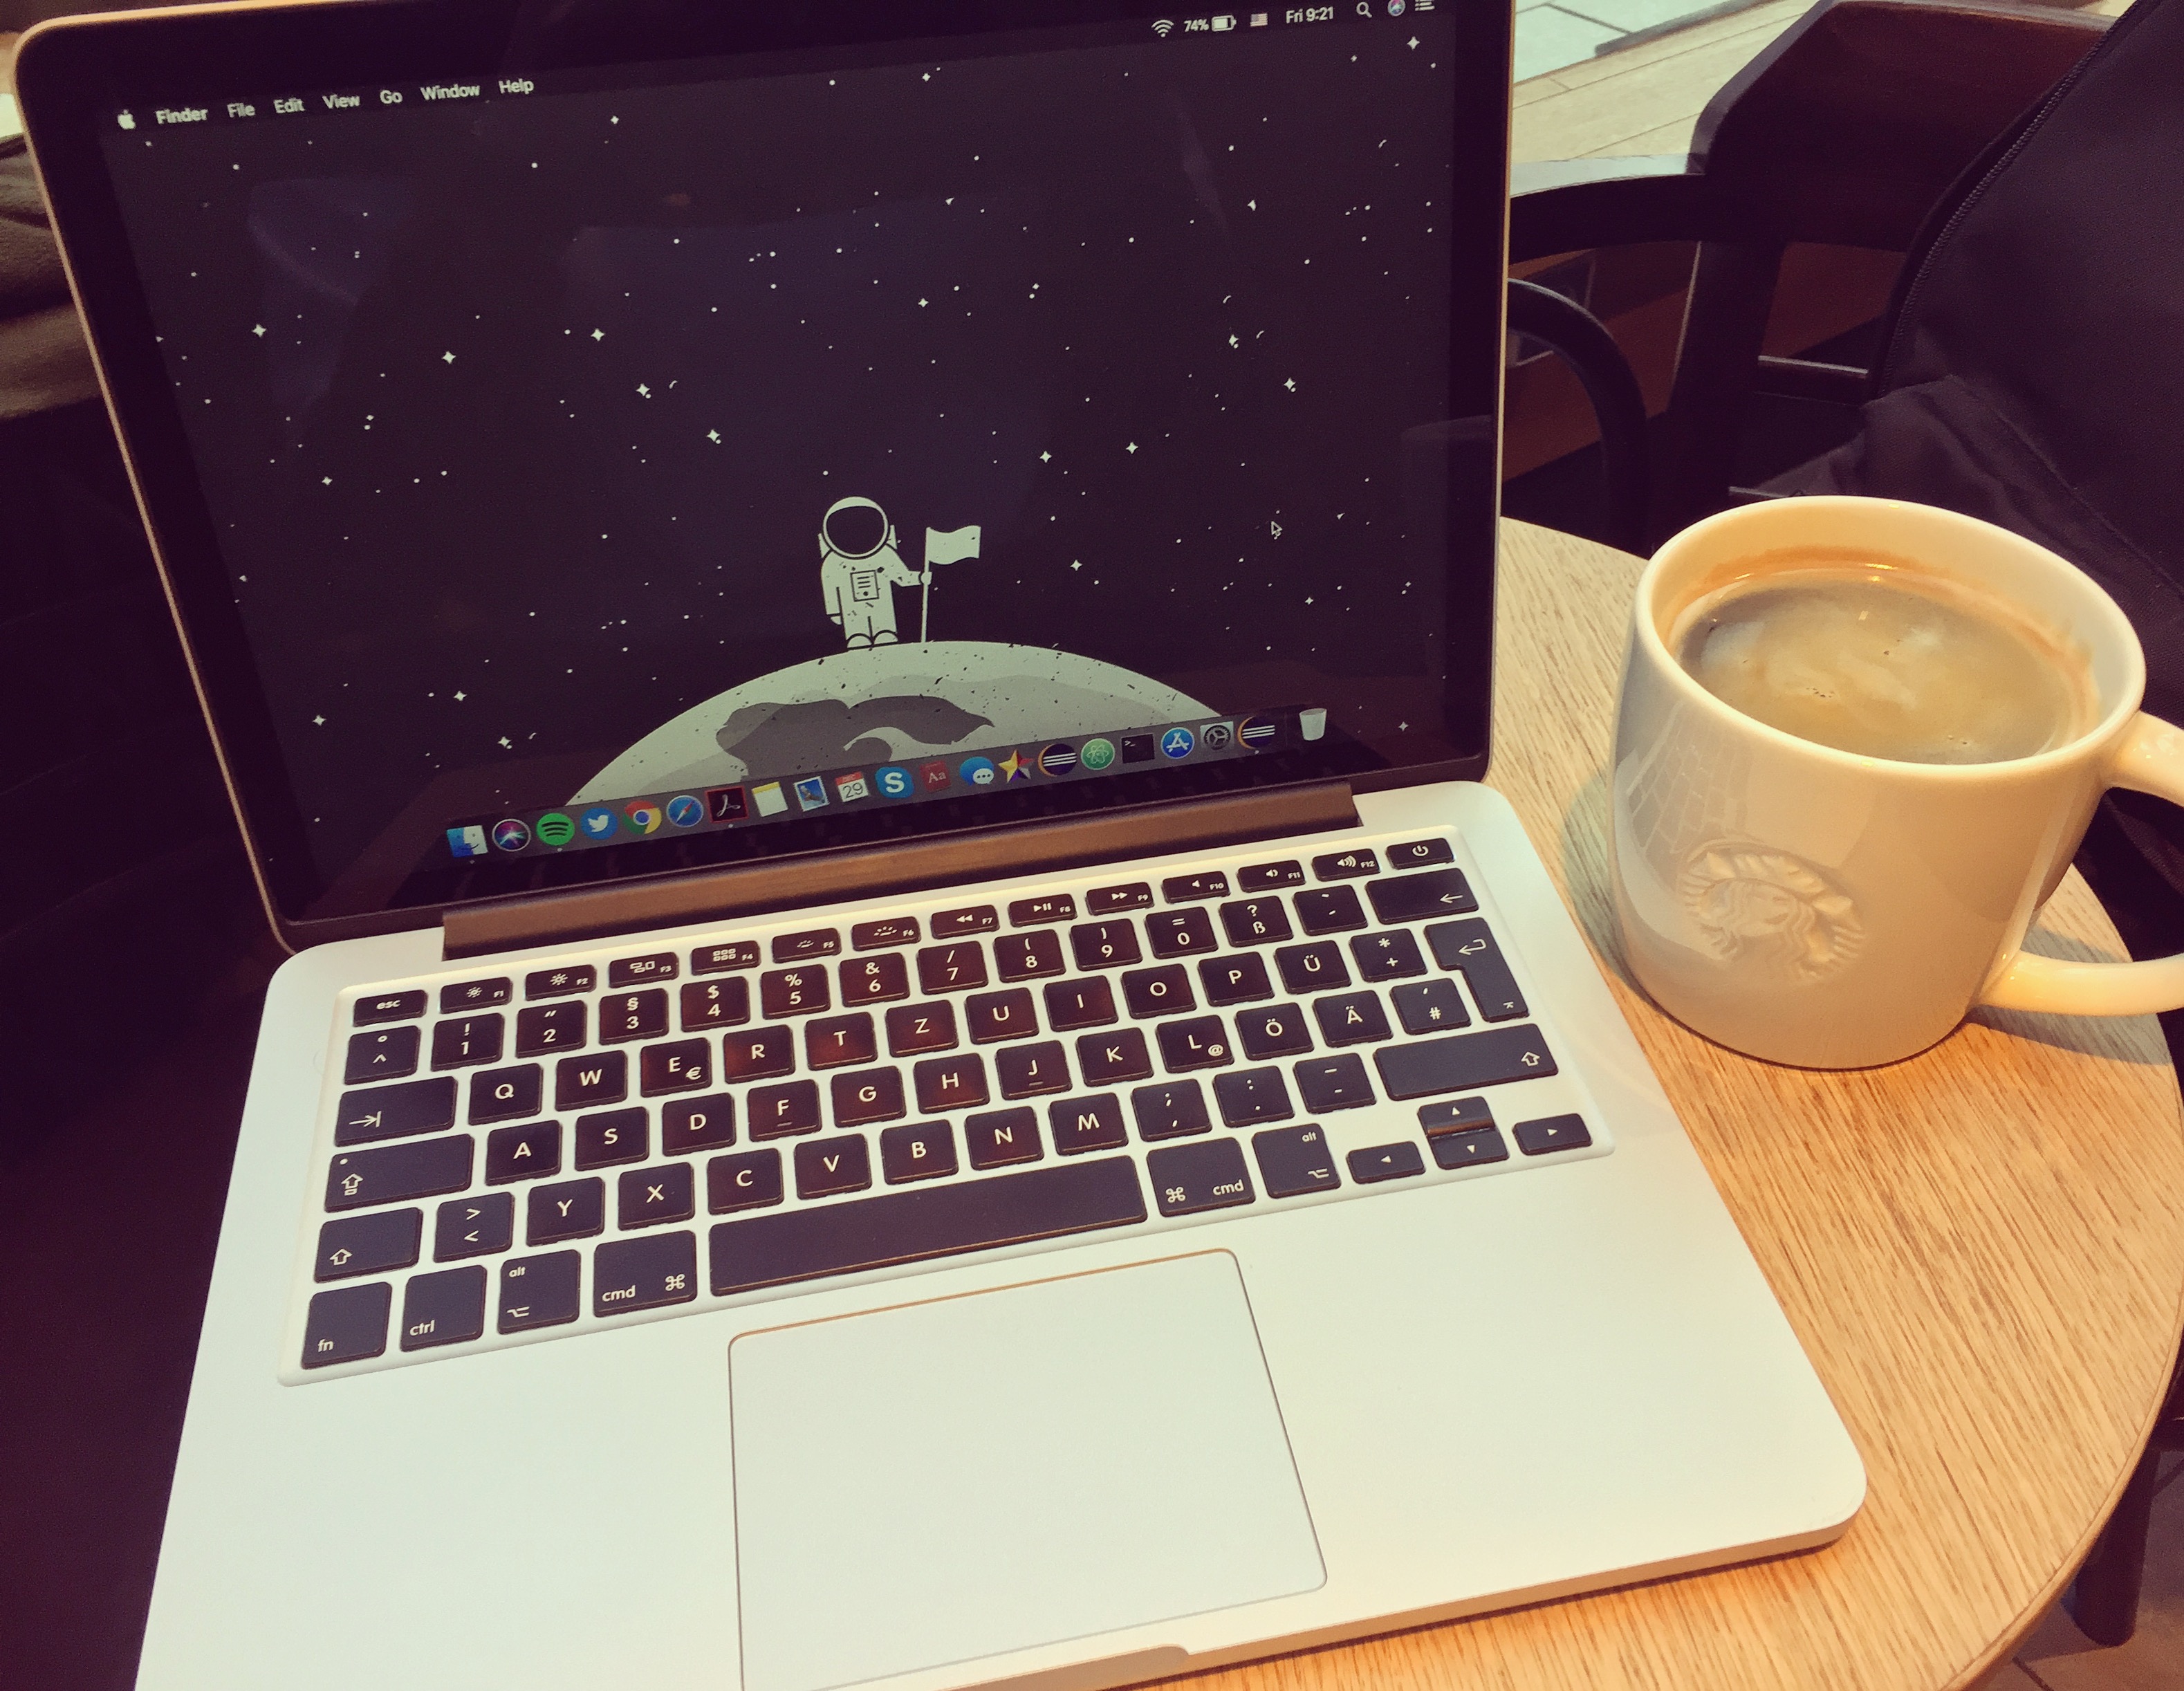 74% Fri 9:21
Finder File Edit View Go Window Help
29
Aa
esc F1 F2 F3 F4 F5 F6 F7 F8 F9 F10 F11 F12
° ! " § $ % & / ( ) = ? `
^ 1 2 3 4 5 6 7 8 9 0 ß ´
Q W E € R T Z U I O P Ü * +
A S D F G H J K L @ Ö Ä ' #
> < Y X C V B N M ; , : . _ -
fn ctrl alt cmd ⌘ ⌘ cmd alt